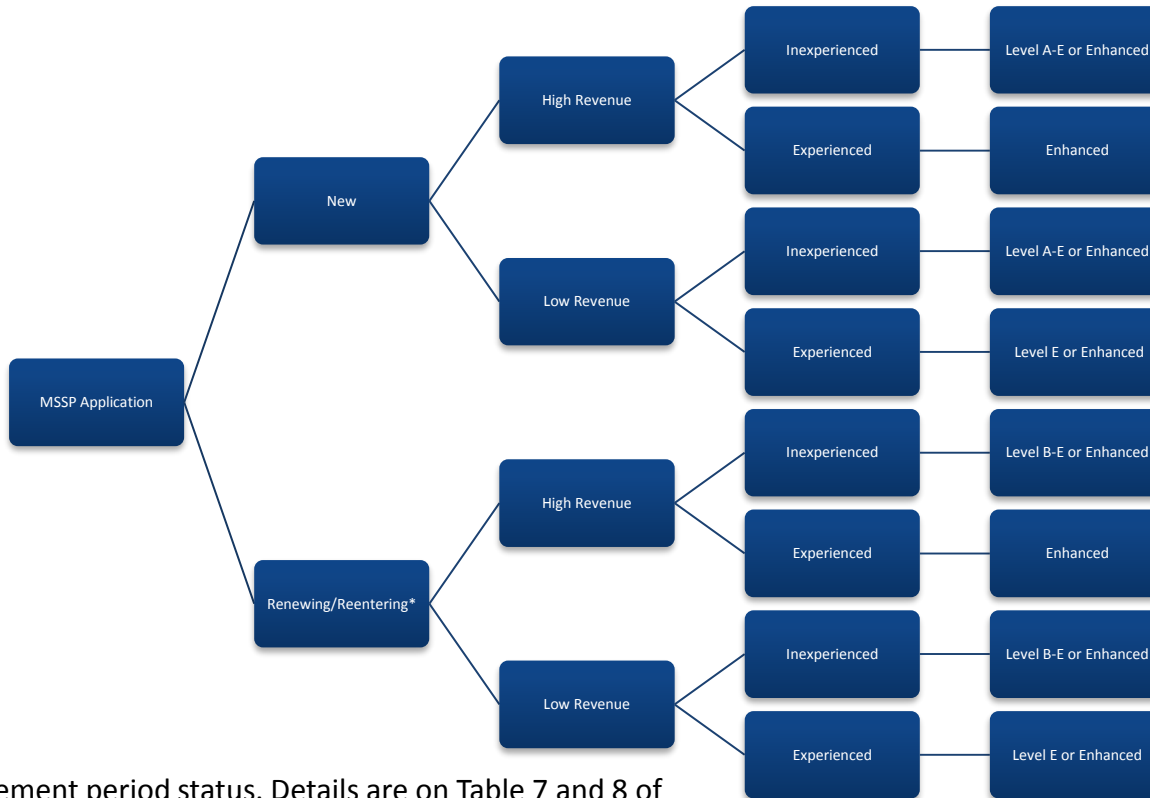 MSSP Application
New
High Revenue
Inexperienced
Level A-E or Enhanced
Experienced
Enhanced
Low Revenue
Inexperienced
Level A-E or Enhanced
Experienced
Level E or Enhanced
Renewing/Reentering*
High Revenue
Inexperienced
Level B-E or Enhanced
Experienced
Enhanced
Low Revenue
Inexperienced
Level B-E or Enhanced
Experienced
Level E or Enhanced
ement period status. Details are on Table 7 and 8 of